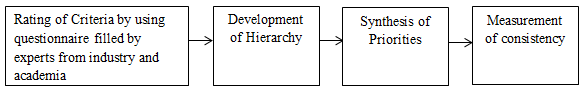 Rating of Criteria by using
questionnaire filled by
experts from industry and
academia
Development
of Hierarchy
Synthesis of
Priorities
Measurement
of consistency